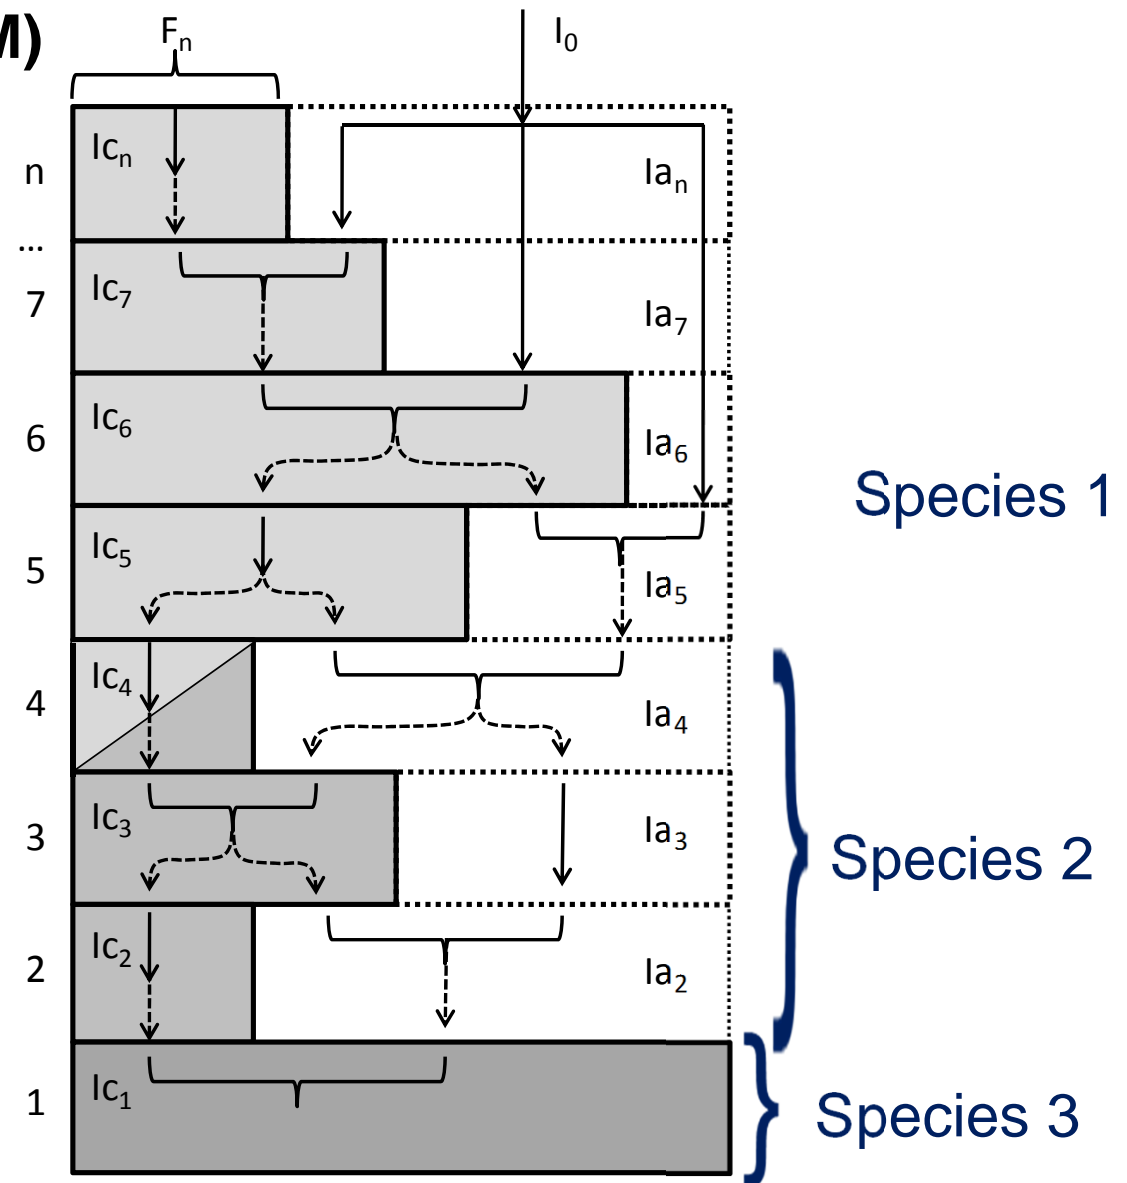 M)
Fₙ
I₀
Icₙ
n
Iaₙ
...
Ic₇
7
Ia₇
Ic₆
6
Ia₆
Species 1
Ic₅
5
Ia₅
Ic₄
4
Ia₄
Ic₃
3
Ia₃
Species 2
Ic₂
2
Ia₂
Ic₁
1
Species 3